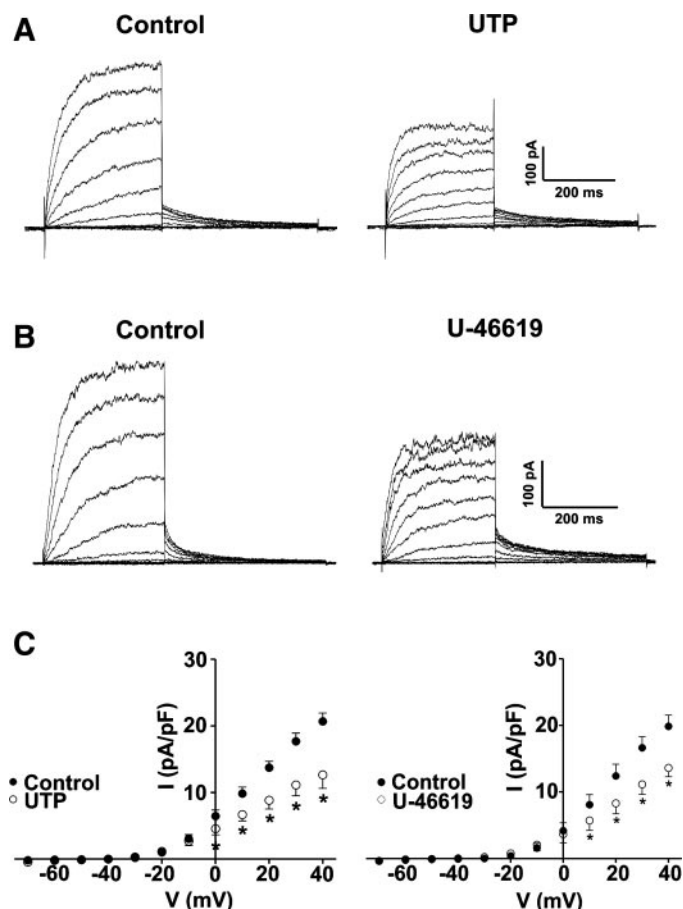 A
Control
UTP
100 pA
200 ms
B
Control
U-46619
100 pA
200 ms
C
30
20
10
I (pA/pF)
● Control
○ UTP
* * * * *
-60 -40 -20 0 20 40
V (mV)
30
20
10
I (pA/pF)
● Control
○ U-46619
* * * *
-60 -40 -20 0 20 40
V (mV)